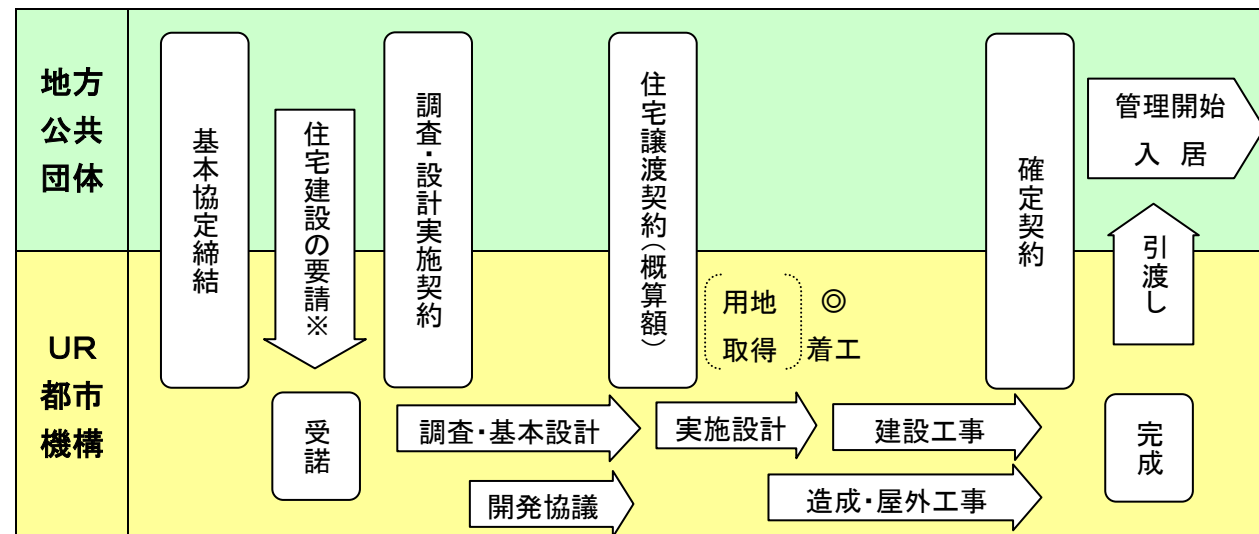 地方
公共
団体
基本協定締結
住宅建設の要請※
調査・設計実施契約
住宅譲渡契約(概算額)
確定契約
管理開始
入 居
引渡し
用地
取得
◎
着工
UR
都市
機構
受諾
調査・基本設計
実施設計
建設工事
完成
開発協議
造成・屋外工事